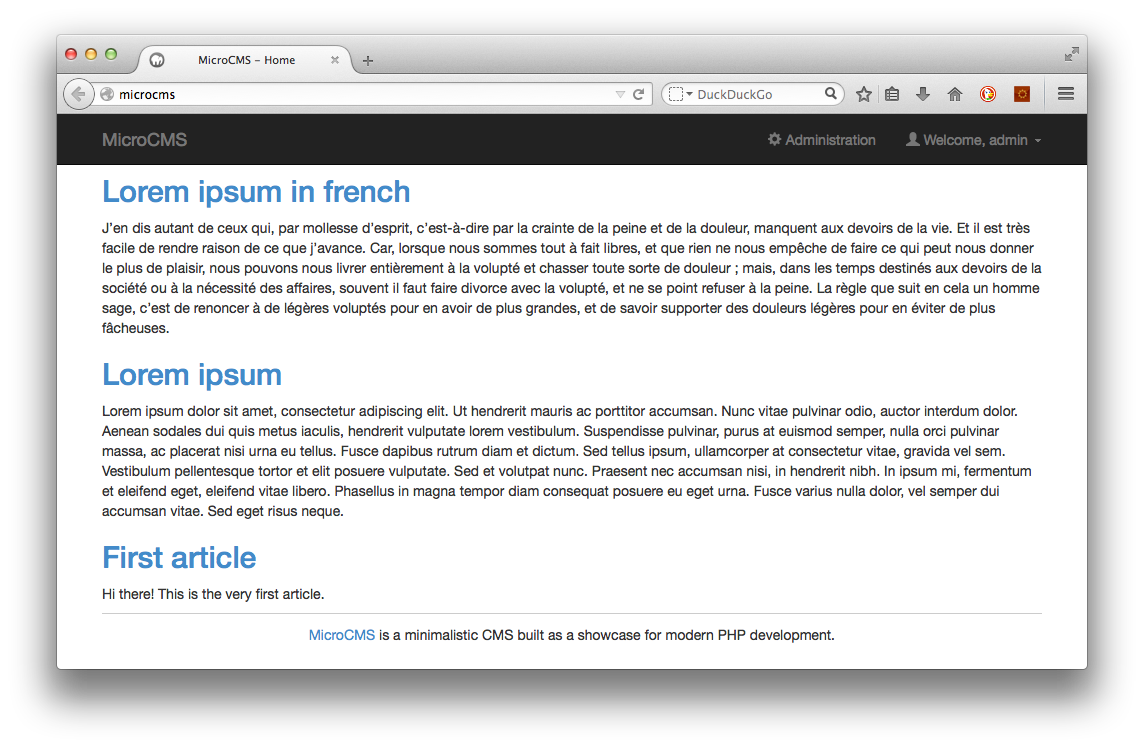 MicroCMS – Home
microcms
DuckDuckGo
MicroCMS
Administration
Welcome, admin
Lorem ipsum in french
J’en dis autant de ceux qui, par mollesse d’esprit, c’est-à-dire par la crainte de la peine et de la douleur, manquent aux devoirs de la vie. Et il est très
facile de rendre raison de ce que j’avance. Car, lorsque nous sommes tout à fait libres, et que rien ne nous empêche de faire ce qui peut nous donner
le plus de plaisir, nous pouvons nous livrer entièrement à la volupté et chasser toute sorte de douleur ; mais, dans les temps destinés aux devoirs de la
société ou à la nécessité des affaires, souvent il faut faire divorce avec la volupté, et ne se point refuser à la peine. La règle que suit en cela un homme
sage, c’est de renoncer à de légères voluptés pour en avoir de plus grandes, et de savoir supporter des douleurs légères pour en éviter de plus
fâcheuses.
Lorem ipsum
Lorem ipsum dolor sit amet, consectetur adipiscing elit. Ut hendrerit mauris ac porttitor accumsan. Nunc vitae pulvinar odio, auctor interdum dolor.
Aenean sodales dui quis metus iaculis, hendrerit vulputate lorem vestibulum. Suspendisse pulvinar, purus at euismod semper, nulla orci pulvinar
massa, ac placerat nisi urna eu tellus. Fusce dapibus rutrum diam et dictum. Sed tellus ipsum, ullamcorper at consectetur vitae, gravida vel sem.
Vestibulum pellentesque tortor et elit posuere vulputate. Sed et volutpat nunc. Praesent nec accumsan nisi, in hendrerit nibh. In ipsum mi, fermentum
et eleifend eget, eleifend vitae libero. Phasellus in magna tempor diam consequat posuere eu eget urna. Fusce varius nulla dolor, vel semper dui
accumsan vitae. Sed eget risus neque.
First article
Hi there! This is the very first article.
MicroCMS is a minimalistic CMS built as a showcase for modern PHP development.